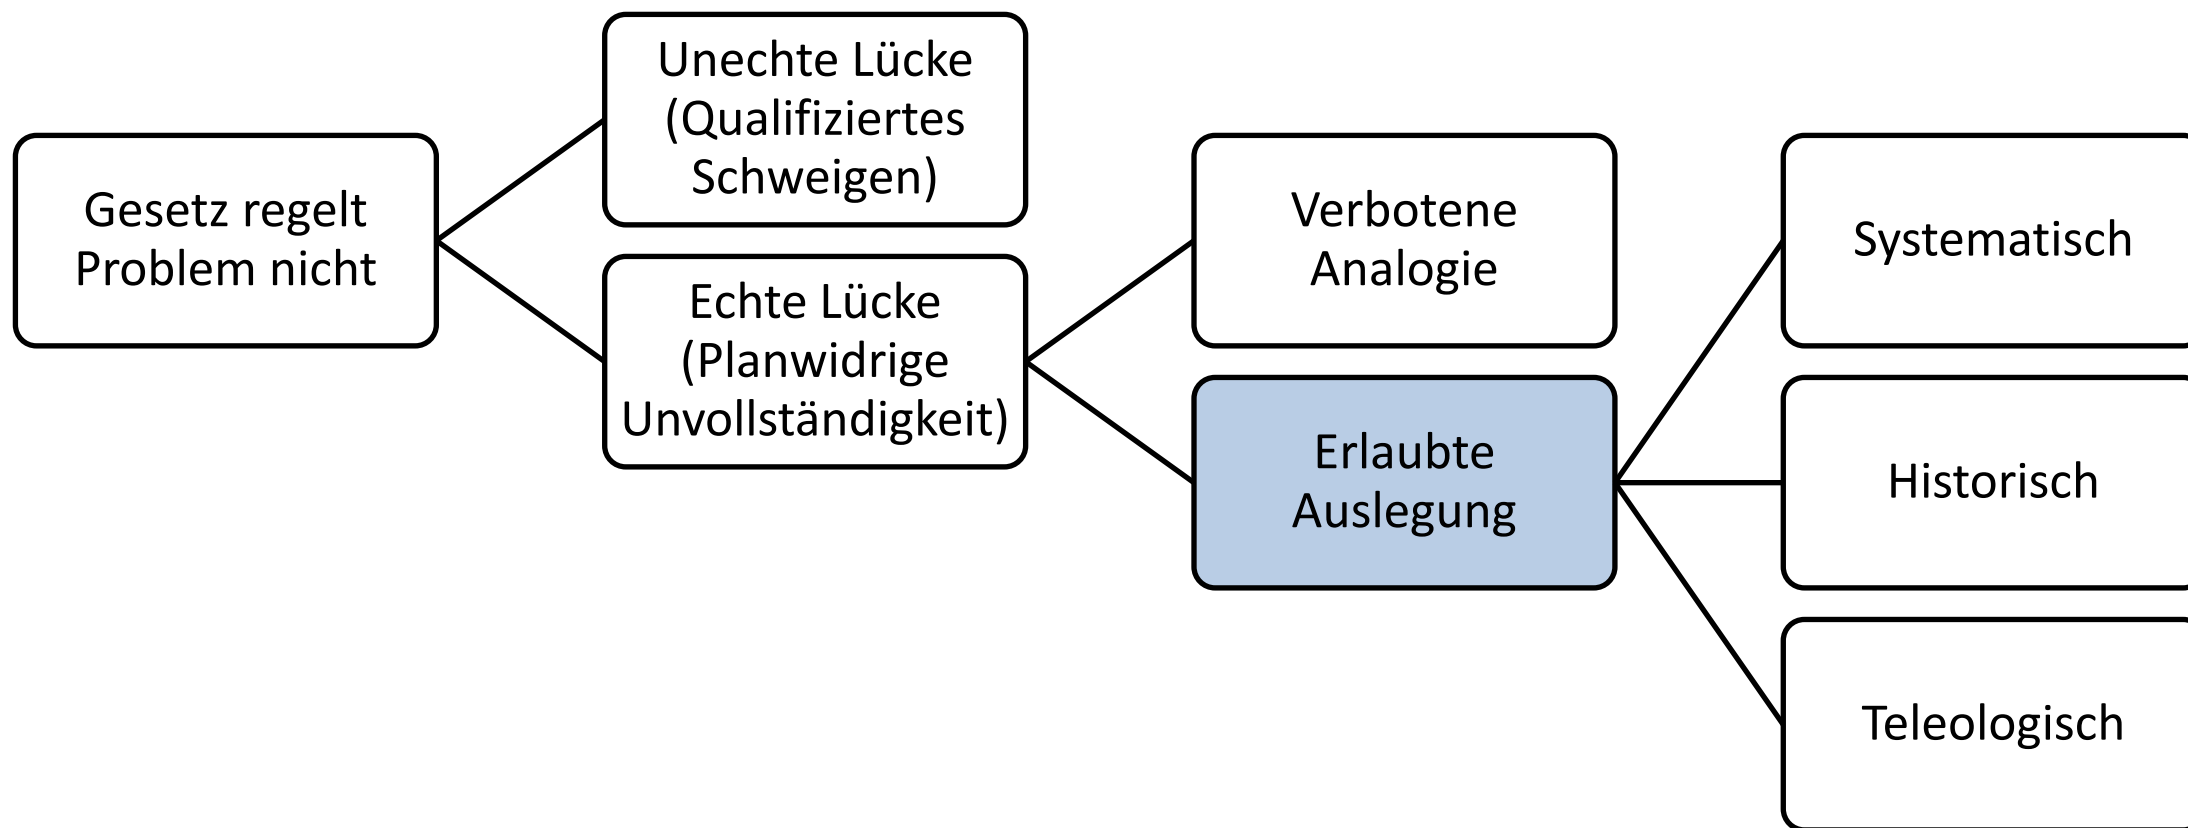 Gesetz regelt
Problem nicht
Unechte Lücke
(Qualifiziertes
Schweigen)
Echte Lücke
(Planwidrige
Unvollständigkeit)
Verbotene
Analogie
Erlaubte
Auslegung
Systematisch
Historisch
Teleologisch